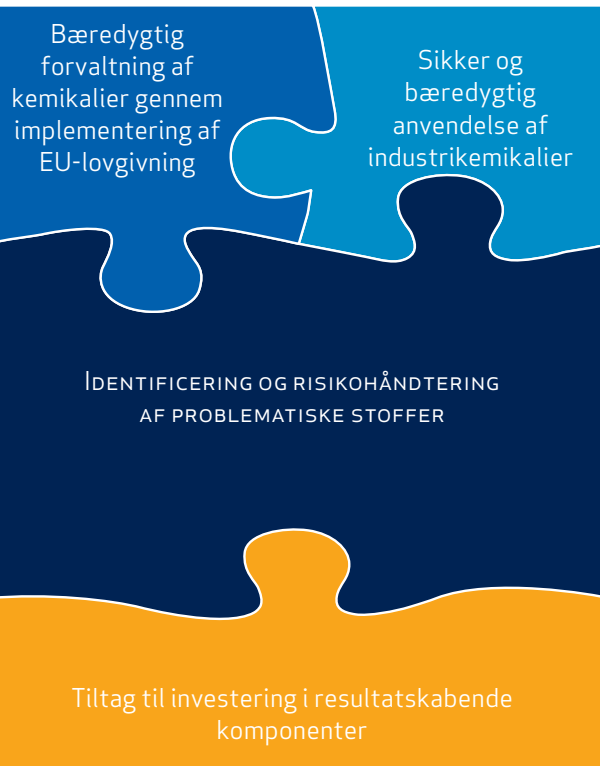 Bæredygtig
forvaltning af
kemikalier gennem
implementering af
EU-lovgivning
Sikker og
bæredygtig
anvendelse af
industrikemikalier
Identificering og risikohåndtering
af problematiske stoffer
Tiltag til investering i resultatskabende
komponenter